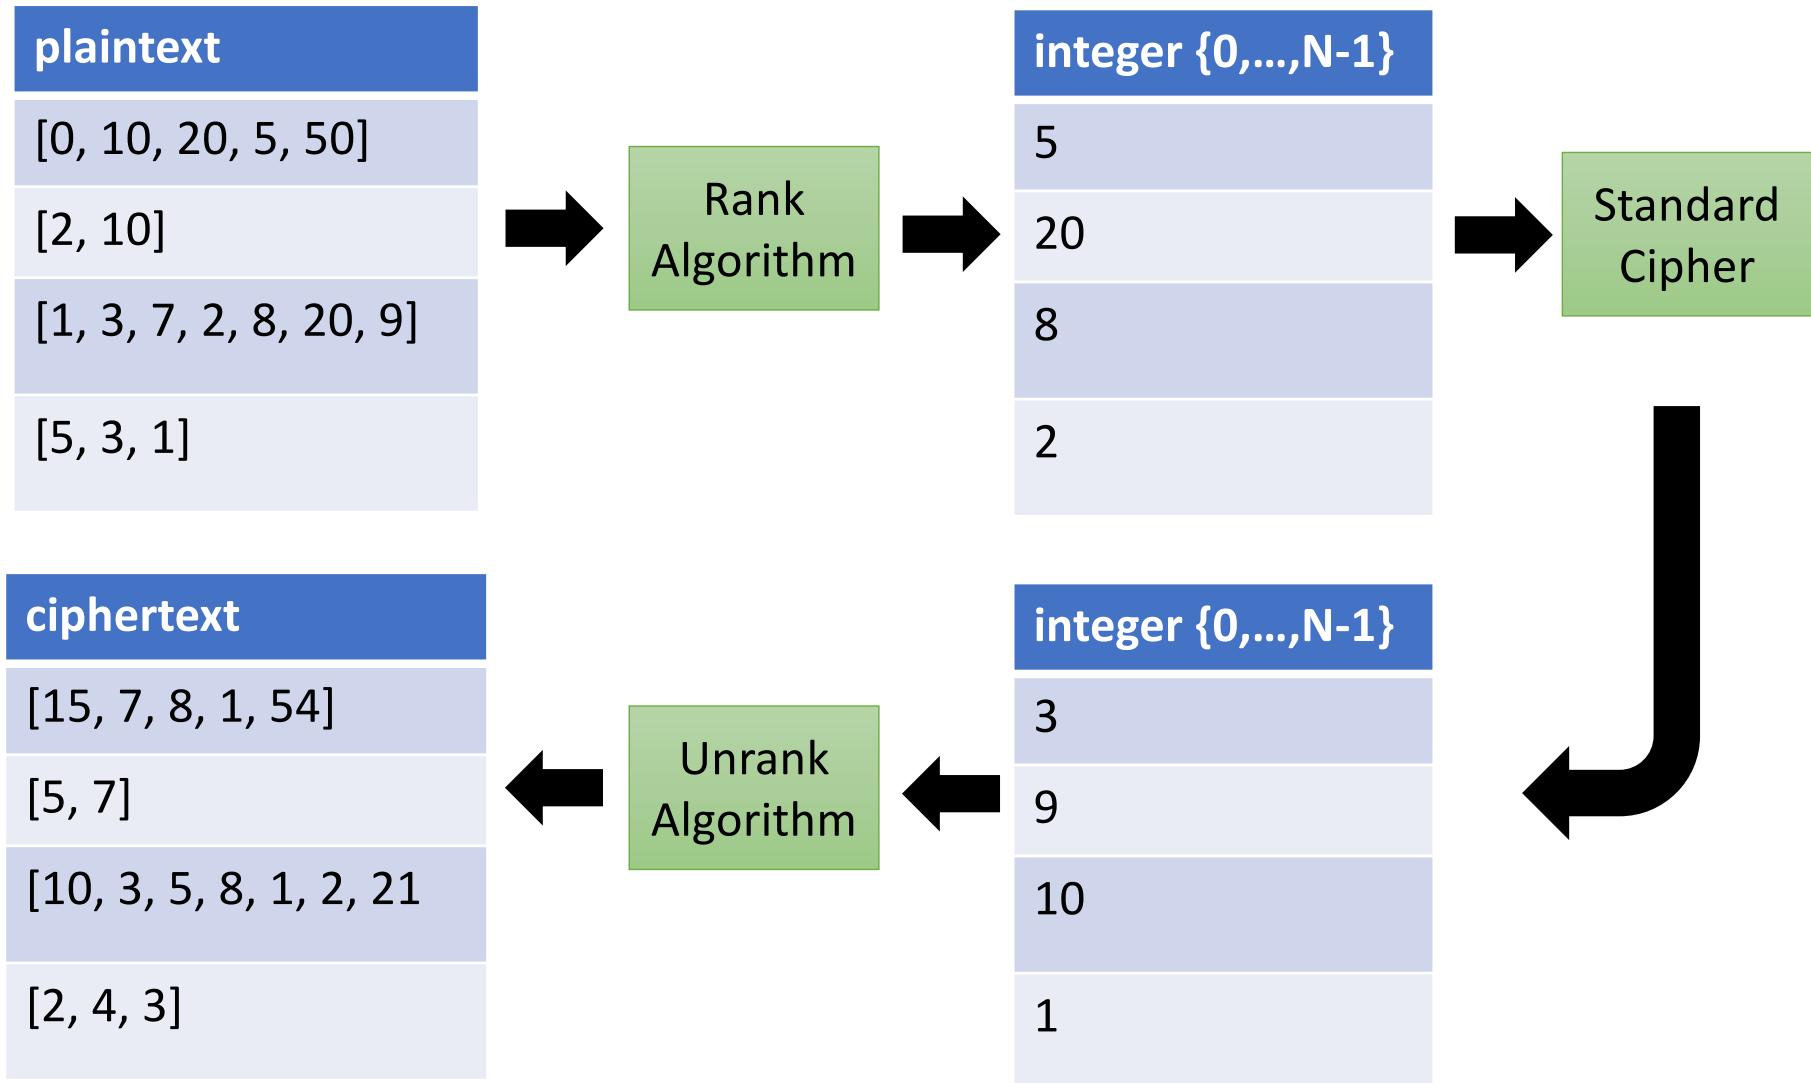 plaintext
[0, 10, 20, 5, 50]
[2, 10]
[1, 3, 7, 2, 8, 20, 9]
[5, 3, 1]
Rank
Algorithm
integer {0,...,N-1}
5
20
8
2
Standard
Cipher
ciphertext
[15, 7, 8, 1, 54]
[5, 7]
[10, 3, 5, 8, 1, 2, 21
[2, 4, 3]
Unrank
Algorithm
integer {0,...,N-1}
3
9
10
1